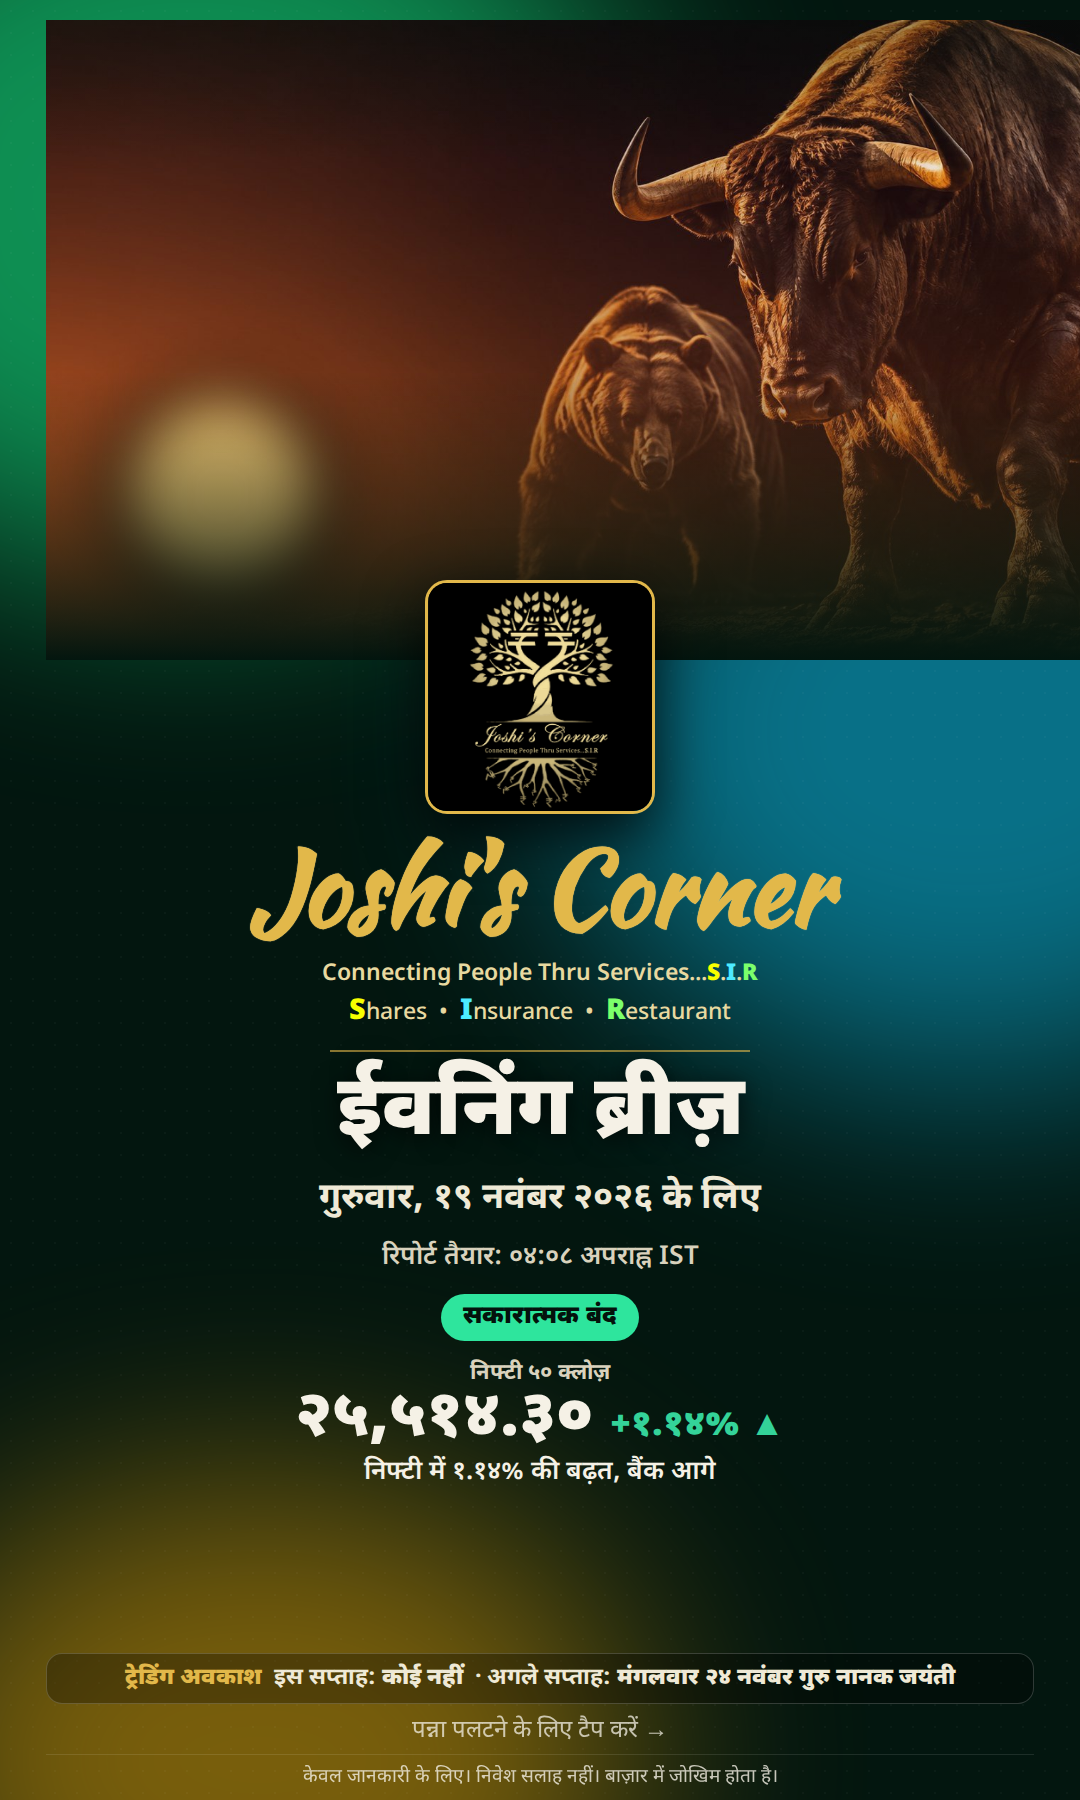 Joshi's Corner
Connecting People Thru Services...S.I.R
Joshi's Corner
Connecting People Thru Services...S.I.R
Shares • Insurance • Restaurant
ईवनिंग ब्रीज़
गुरुवार, १९ नवंबर २०२६ के लिए
रिपोर्ट तैयार: ०४:०८ अपराह्न IST
सकारात्मक बंद
निफ्टी ५० क्लोज़
२५,५१४.३० +१.१४% ▲
निफ्टी में १.१४% की बढ़त, बैंक आगे
ट्रेडिंग अवकाश इस सप्ताह: कोई नहीं · अगले सप्ताह: मंगलवार २४ नवंबर गुरु नानक जयंती
पन्ना पलटने के लिए टैप करें →
केवल जानकारी के लिए। निवेश सलाह नहीं। बाज़ार में जोखिम होता है।